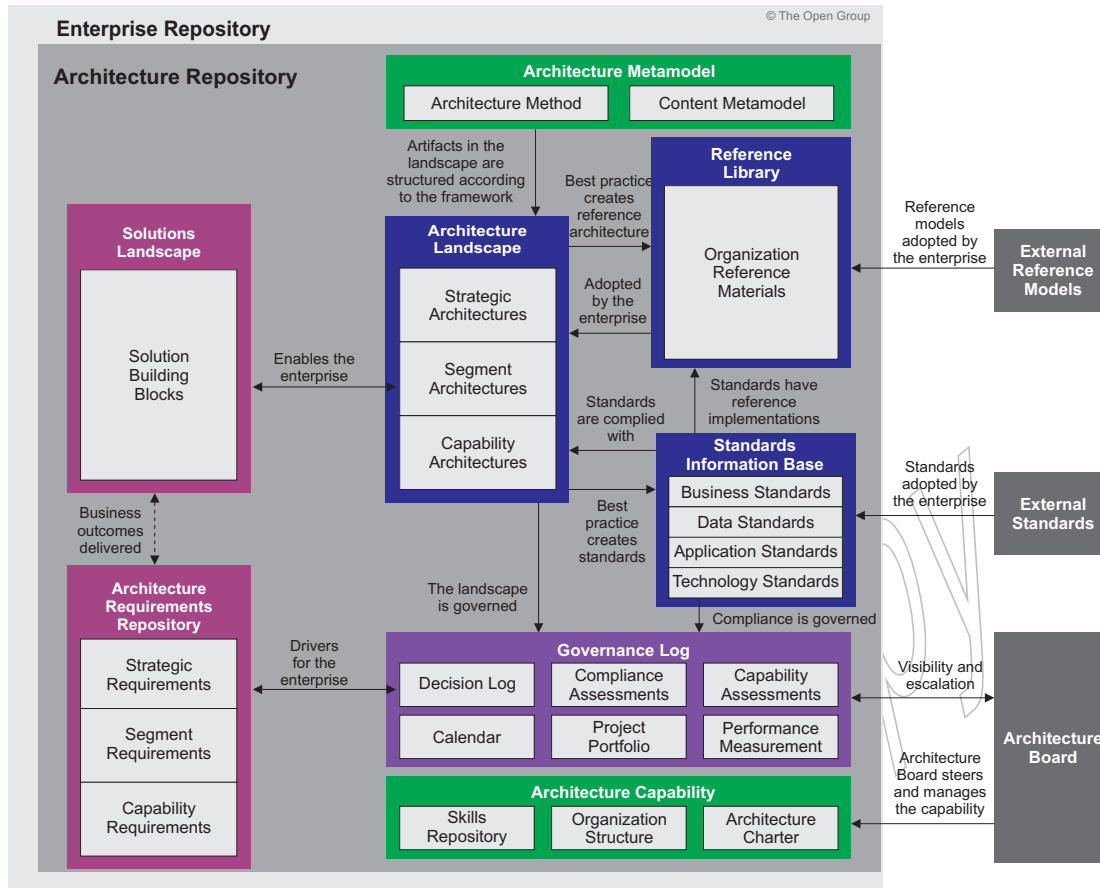 © The Open Group
Enterprise Repository
Architecture Repository
Architecture Metamodel
Architecture Method
Content Metamodel
Artifacts in the
landscape are
structured according
to the framework
Best practice
creates
reference
architecture
Reference
Library
Organization
Reference
Materials
Reference
models
adopted by
the enterprise
External
Reference
Models
Solutions
Landscape
Solution
Building
Blocks
Enables the
enterprise
Architecture
Landscape
Strategic
Architectures
Segment
Architectures
Capability
Architectures
Adopted
by the
enterprise
Standards
are complied
with
Standards have
reference
implementations
Standards
Information Base
Business Standards
Data Standards
Application Standards
Technology Standards
Standards
adopted by
the enterprise
External
Standards
Best
practice
creates
standards
Business
outcomes
delivered
The landscape
is governed
Compliance is governed
Architecture
Requirements
Repository
Strategic
Requirements
Segment
Requirements
Capability
Requirements
Drivers
for the
enterprise
Governance Log
Decision Log
Compliance
Assessments
Capability
Assessments
Calendar
Project
Portfolio
Performance
Measurement
Visibility and
escalation
Architecture
Board
Architecture
Board steers
and manages
the capability
Architecture Capability
Skills
Repository
Organization
Structure
Architecture
Charter